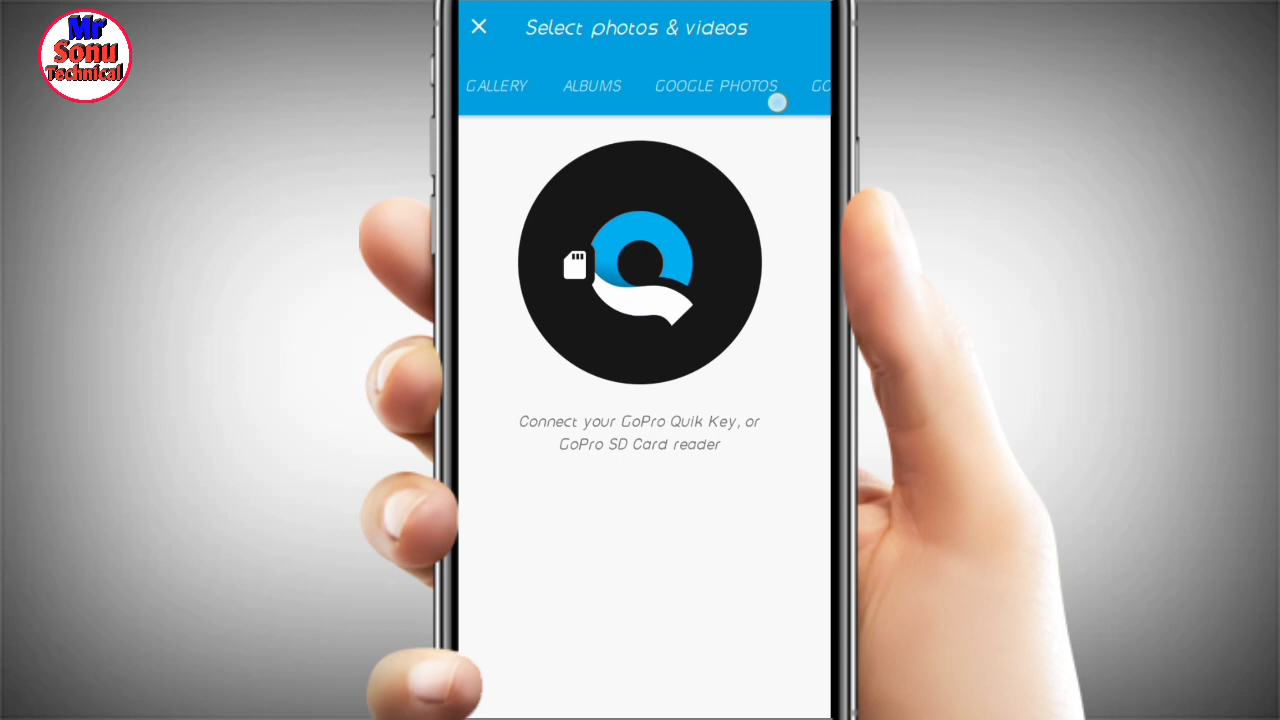 Mr
Sonu
Technical
Select photos & videos
GALLERY ALBUMS GOOGLE PHOTOS GO
Connect your GoPro Quik Key, or
GoPro SD Card reader